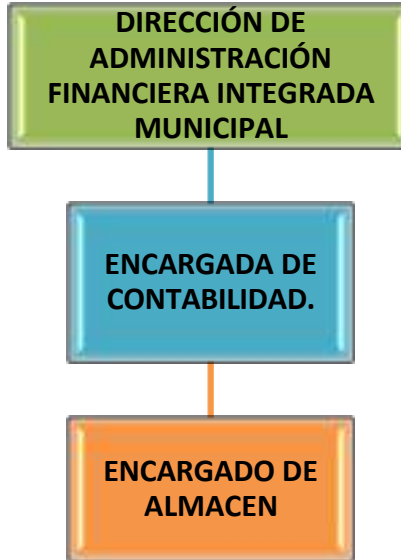 DIRECCIÓN DE
ADMINISTRACIÓN
FINANCIERA INTEGRADA
MUNICIPAL
ENCARGADA DE
CONTABILIDAD.
ENCARGADO DE
ALMACEN